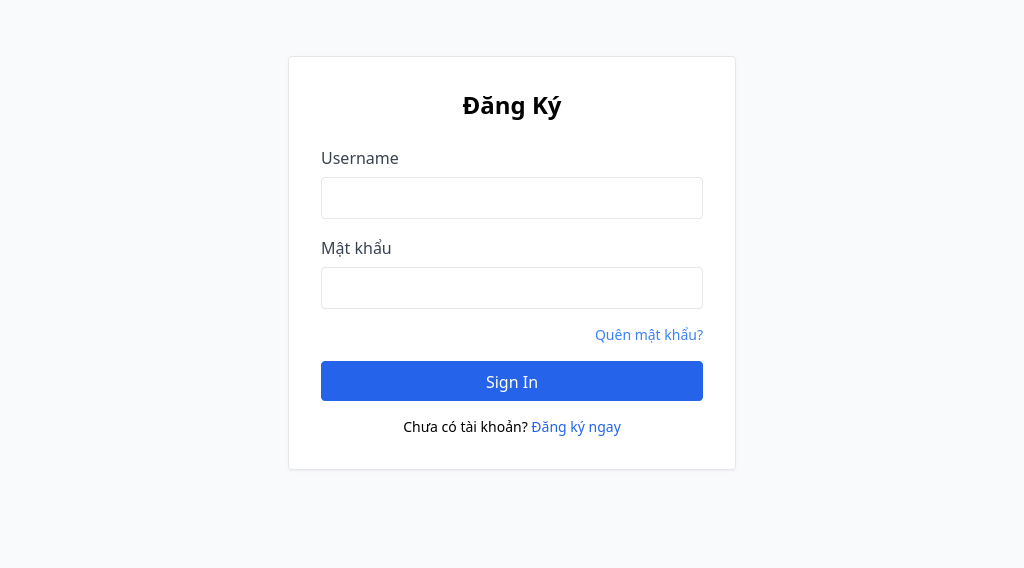 Đăng Ký
Username
Mật khẩu
Quên mật khẩu?
Sign In
Chưa có tài khoản? Đăng ký ngay